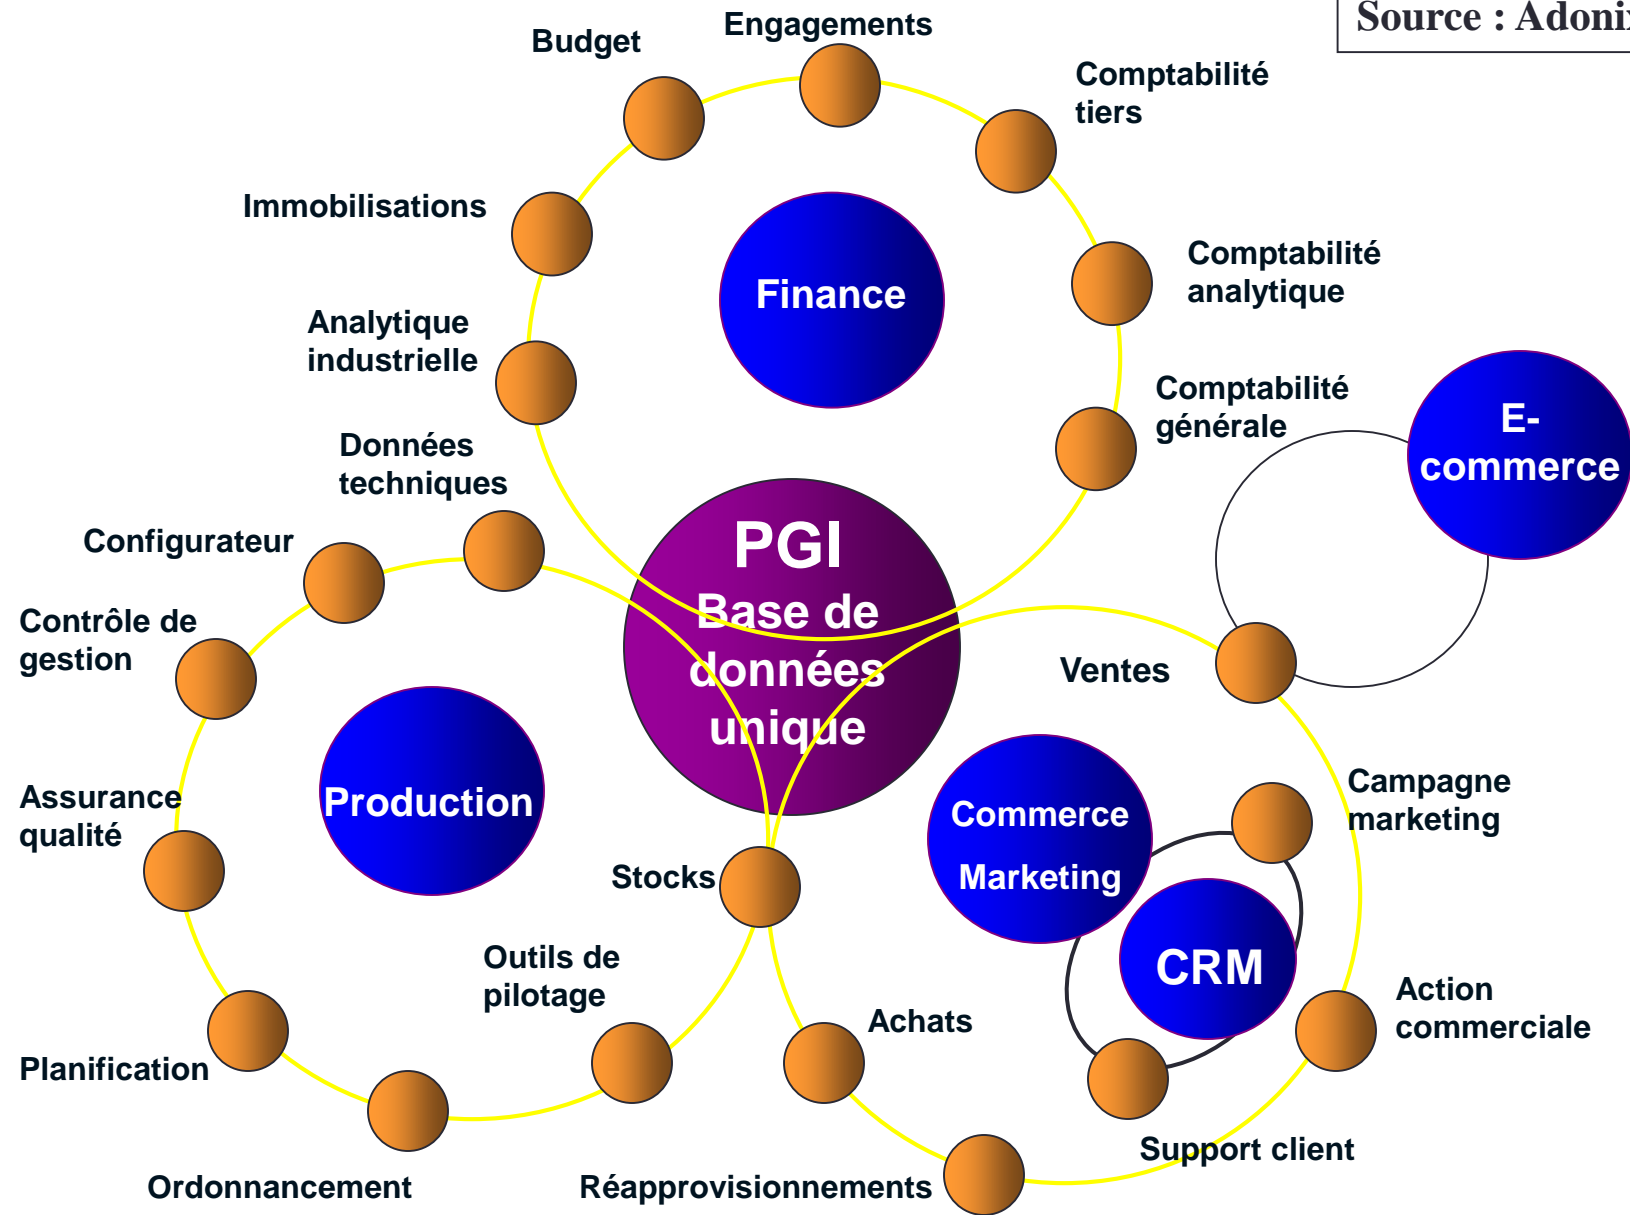 Source : Adonix
Engagements
Budget
Comptabilité
tiers
Immobilisations
Comptabilité
analytique
Finance
Analytique
industrielle
Comptabilité
générale
E-
commerce
Données
techniques
Configurateur
PGI
Base de
données
unique
Contrôle de
gestion
Ventes
Assurance
qualité
Production
Commerce
Marketing
Campagne
marketing
Stocks
CRM
Outils de
pilotage
Action
commerciale
Achats
Planification
Support client
Ordonnancement
Réapprovisionnements